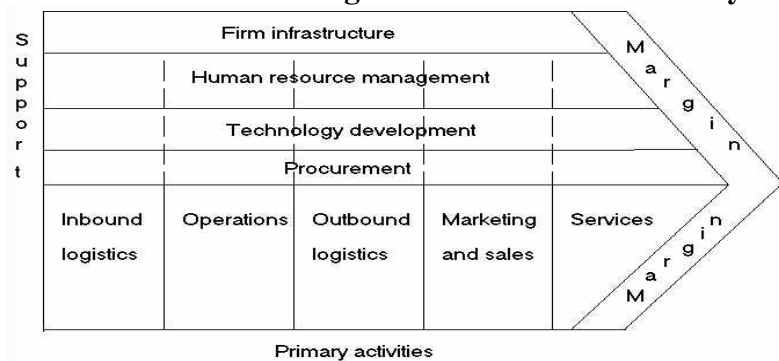 Support
Firm infrastructure
Human resource management
Technology development
Procurement
Margin
Inbound
logistics
Operations
Outbound
logistics
Marketing
and sales
Services
Margin
Primary activities